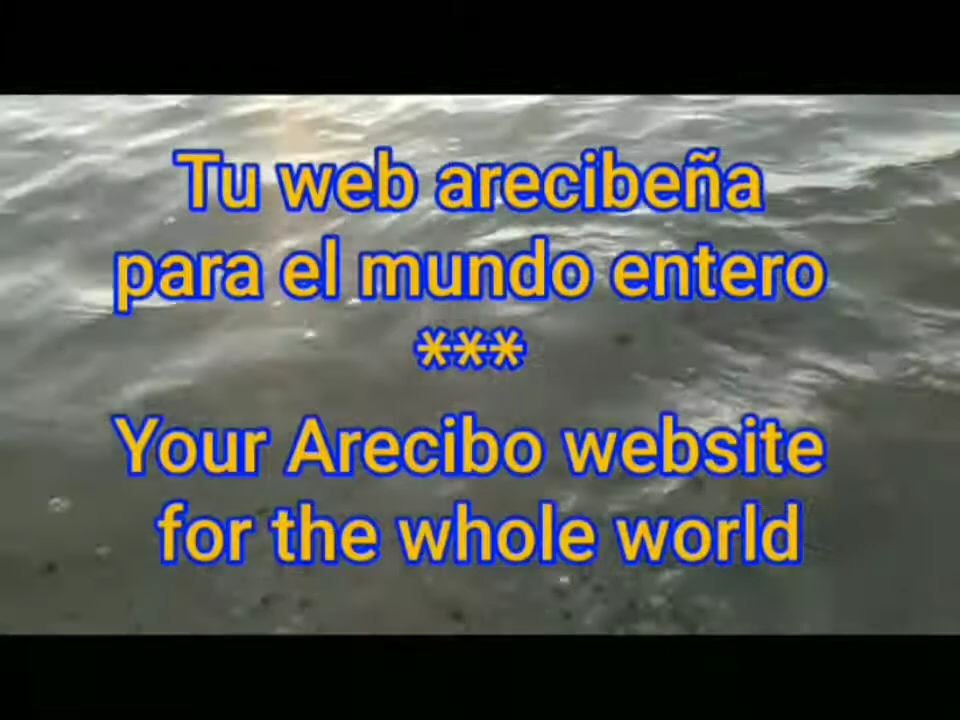 Tu web arecibeña
para el mundo entero
***
Your Arecibo website
for the whole world